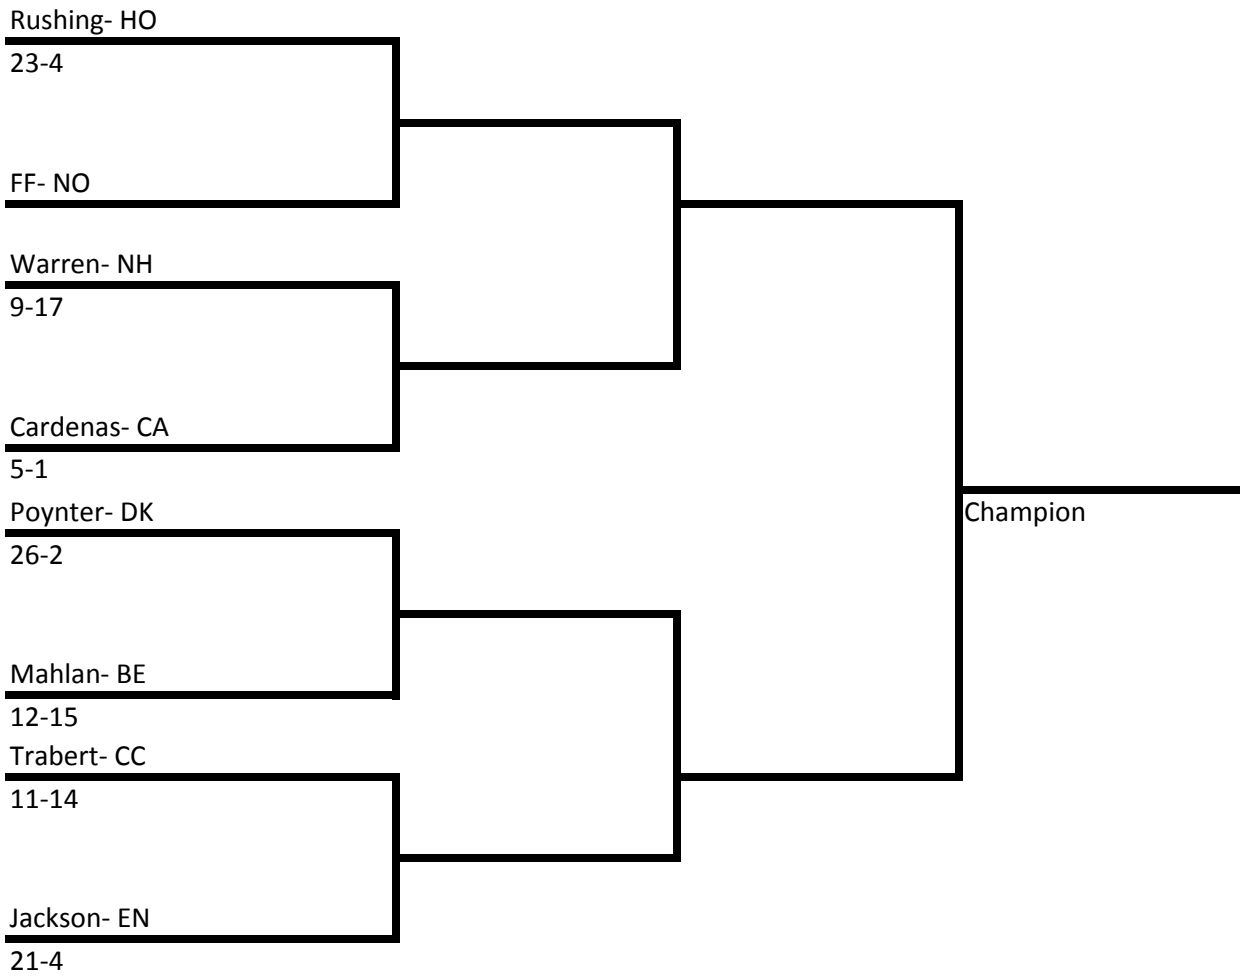 Rushing- HO
23-4
FF- NO
Warren- NH
9-17
Cardenas- CA
5-1
Poynter- DK
Champion
26-2
Mahlan- BE
12-15
Trabert- CC
11-14
Jackson- EN
21-4